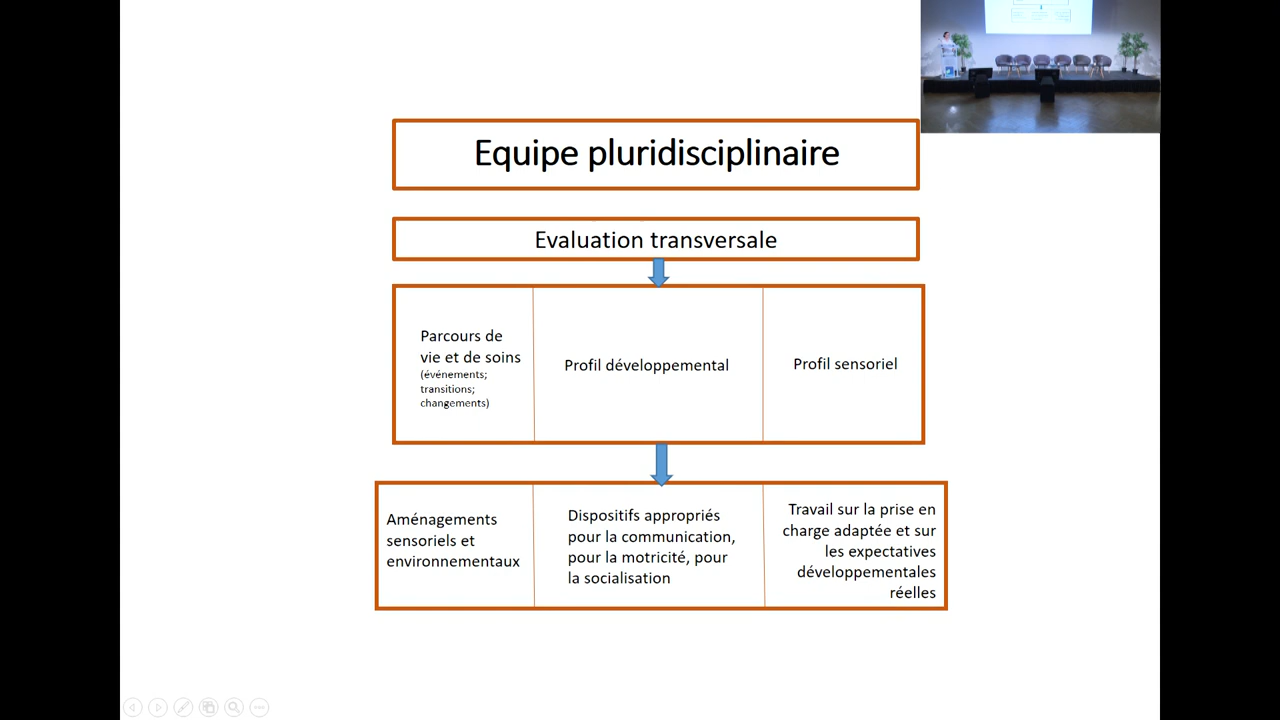 Equipe pluridisciplinaire
Evaluation transversale
Parcours de
vie et de soins
(événements;
transitions;
changements)
Profil développemental
Profil sensoriel
Aménagements
sensoriels et
environnementaux
Dispositifs appropriés
pour la communication,
pour la motricité, pour
la socialisation
Travail sur la prise en
charge adaptée et sur
les expectatives
développementales
réelles